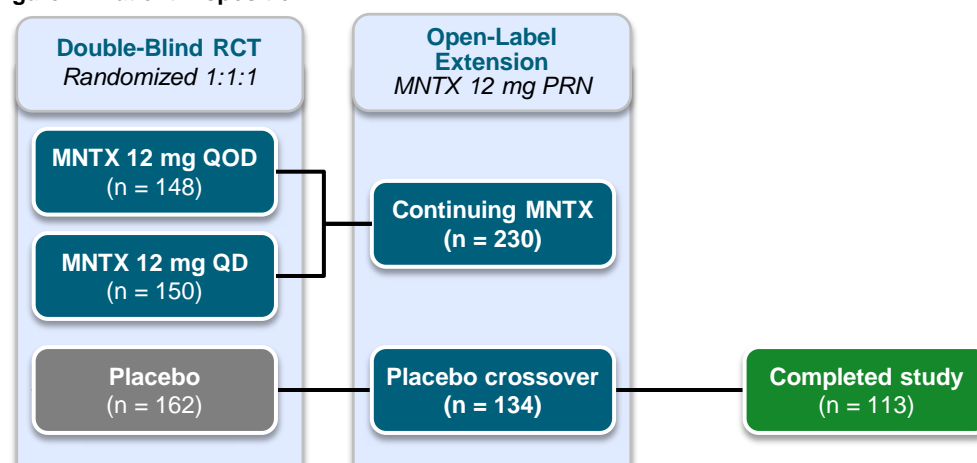 Double-Blind RCT
Randomized 1:1:1
Open-Label
Extension
MNTX 12 mg PRN
MNTX 12 mg QOD
(n = 148)
MNTX 12 mg QD
(n = 150)
Continuing MNTX
(n = 230)
Placebo
(n = 162)
Placebo crossover
(n = 134)
Completed study
(n = 113)